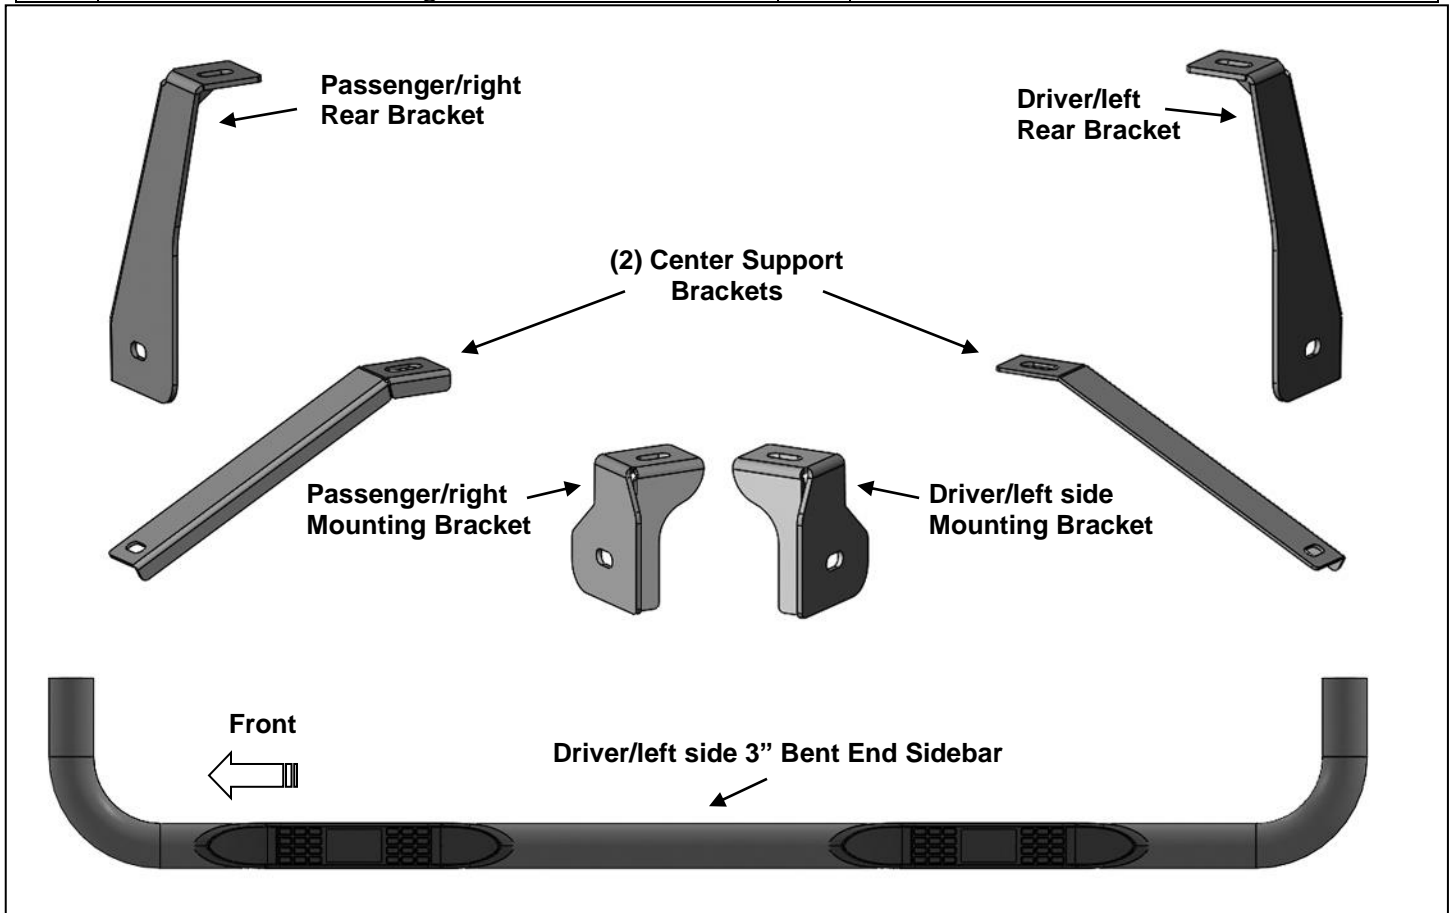 Passenger/right
Rear Bracket
Driver/left
Rear Bracket
(2) Center Support
Brackets
Passenger/right
Mounting Bracket
Driver/left side
Mounting Bracket
Front
Driver/left side 3” Bent End Sidebar